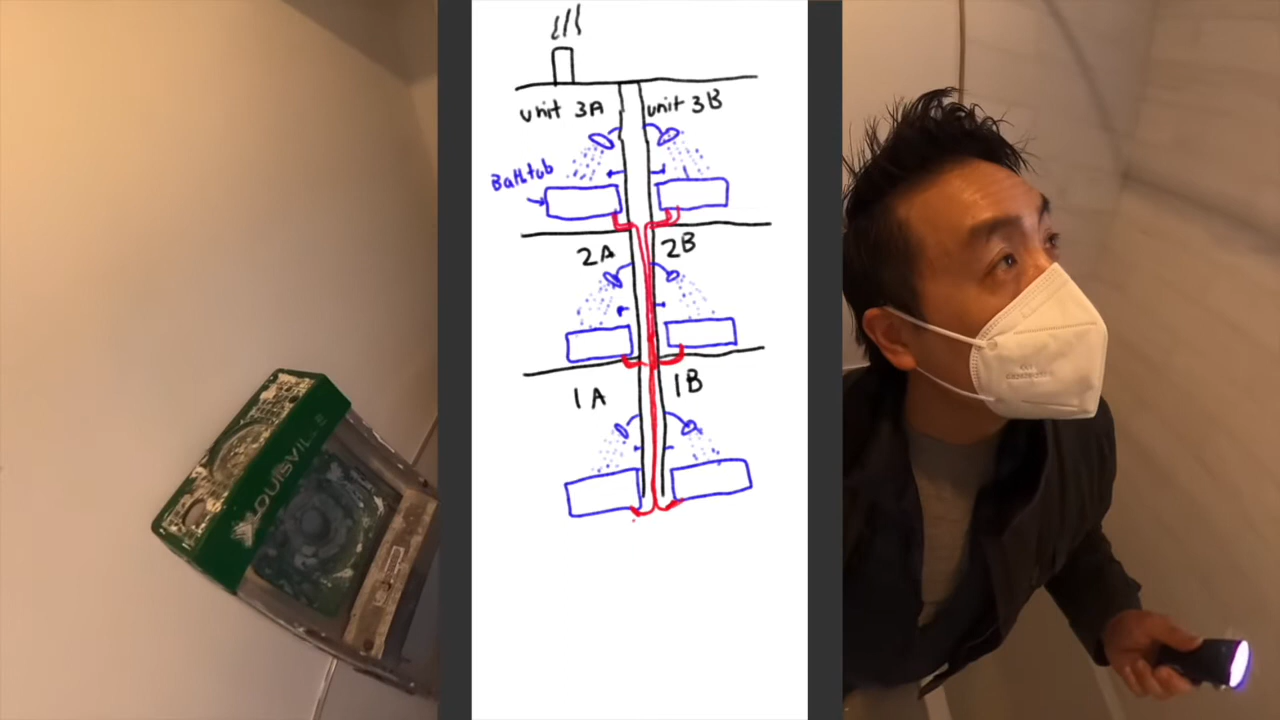 LOUISVILLE
unit 3A
unit 3B
Bathtub
2A
2B
1A
1B